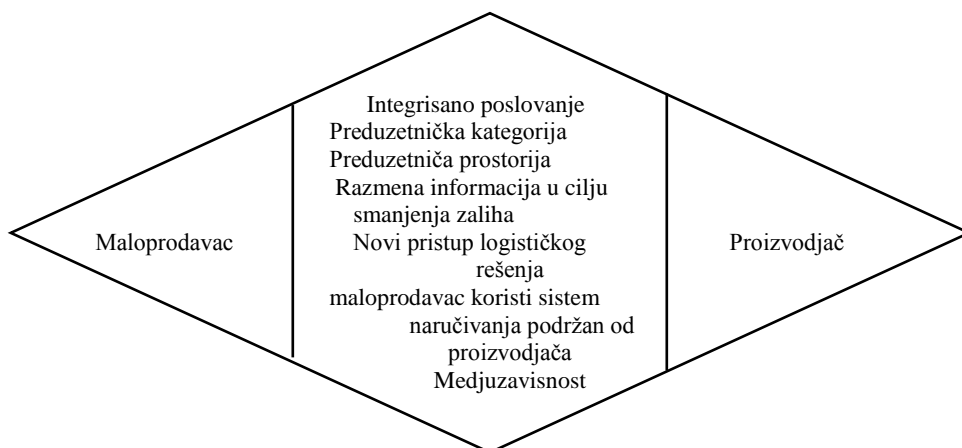 Integrisano poslovanje
Preduzetnička kategorija
Preduzetniča prostorija
Razmena informacija u cilju
smanjenja zaliha
Maloprodavac
Novi pristup logističkog
Proizvodjač
rešenja
maloprodavac koristi sistem
naručivanja podržan od
proizvodjača
Medjuzavisnost